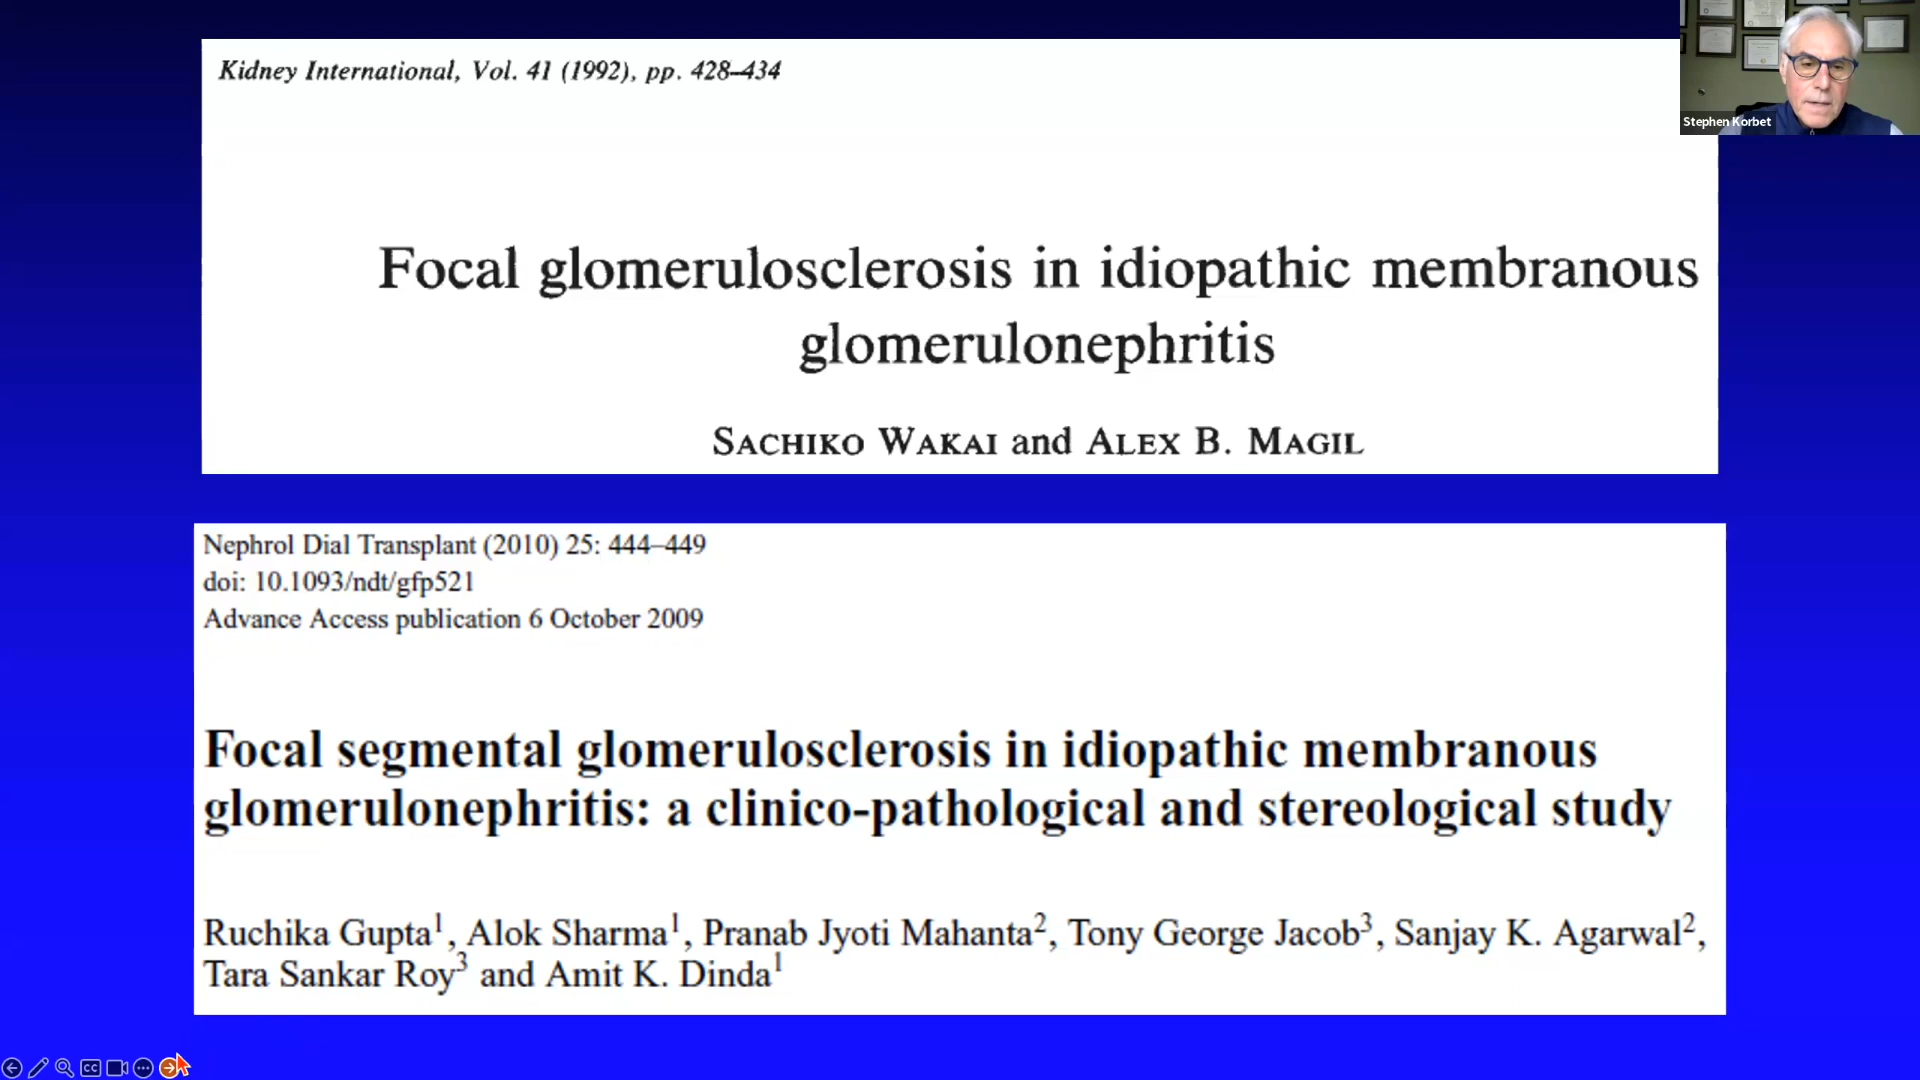 Kidney International, Vol. 41 (1992), pp. 428–434
Stephen Korbet
Focal glomerulosclerosis in idiopathic membranous
glomerulonephritis
SACHIKO WAKAI and ALEX B. MAGIL
Nephrol Dial Transplant (2010) 25: 444–449
doi: 10.1093/ndt/gfp521
Advance Access publication 6 October 2009
Focal segmental glomerulosclerosis in idiopathic membranous
glomerulonephritis: a clinico-pathological and stereological study
Ruchika Gupta1, Alok Sharma1, Pranab Jyoti Mahanta2, Tony George Jacob3, Sanjay K. Agarwal2,
Tara Sankar Roy3 and Amit K. Dinda1
CC